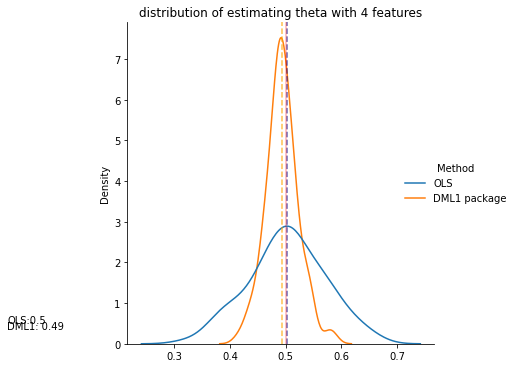 distribution of estimating theta with 4 features
7
6
5
4
3
2
1
0
Density
0.3 0.4 0.5 0.6 0.7
Method
OLS
DML1 package
OLS:0.5
DML1: 0.49